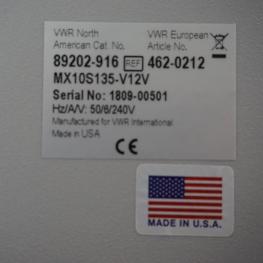 VWR North VWR European
American Cat. No. Article No.
89202-916 REF 462-0212
MX10S135-V12V
Serial No: 1809-00501
Hz/A/V: 50/6/240V
Manufactured for VWR International
Made in USA
CE
MADE IN U.S.A.